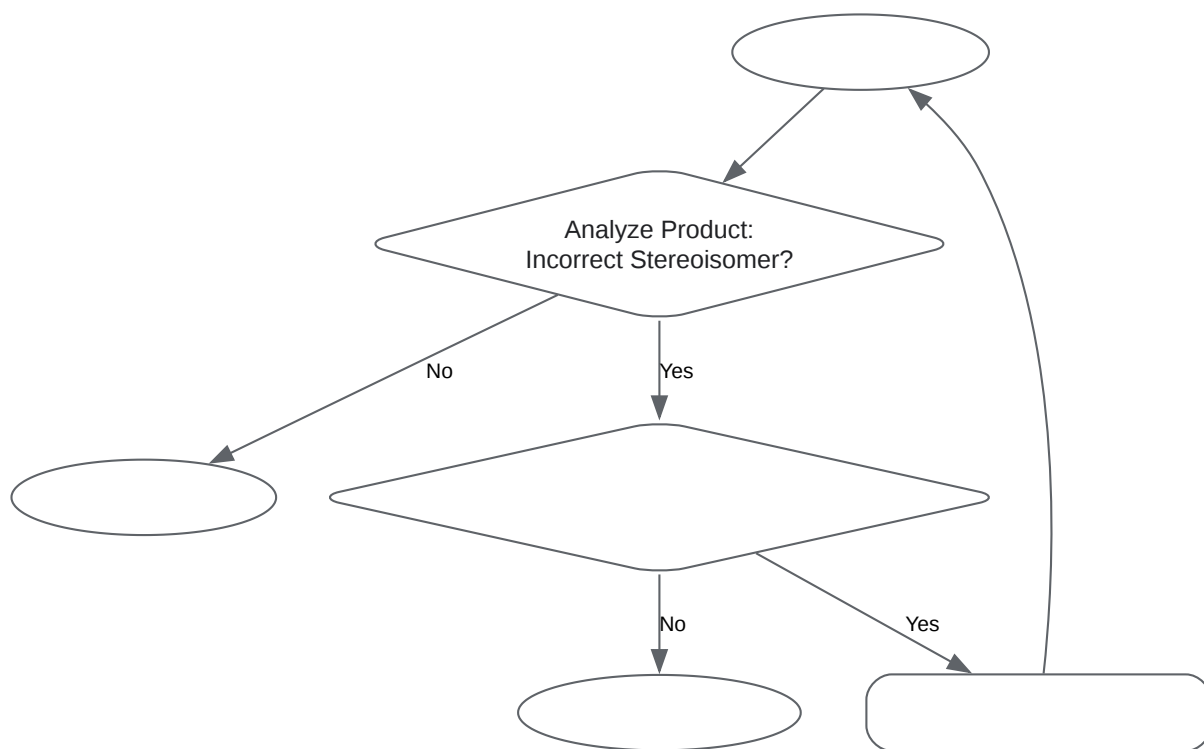 Analyze Product:
Incorrect Stereoisomer?
No
Yes
No
Yes